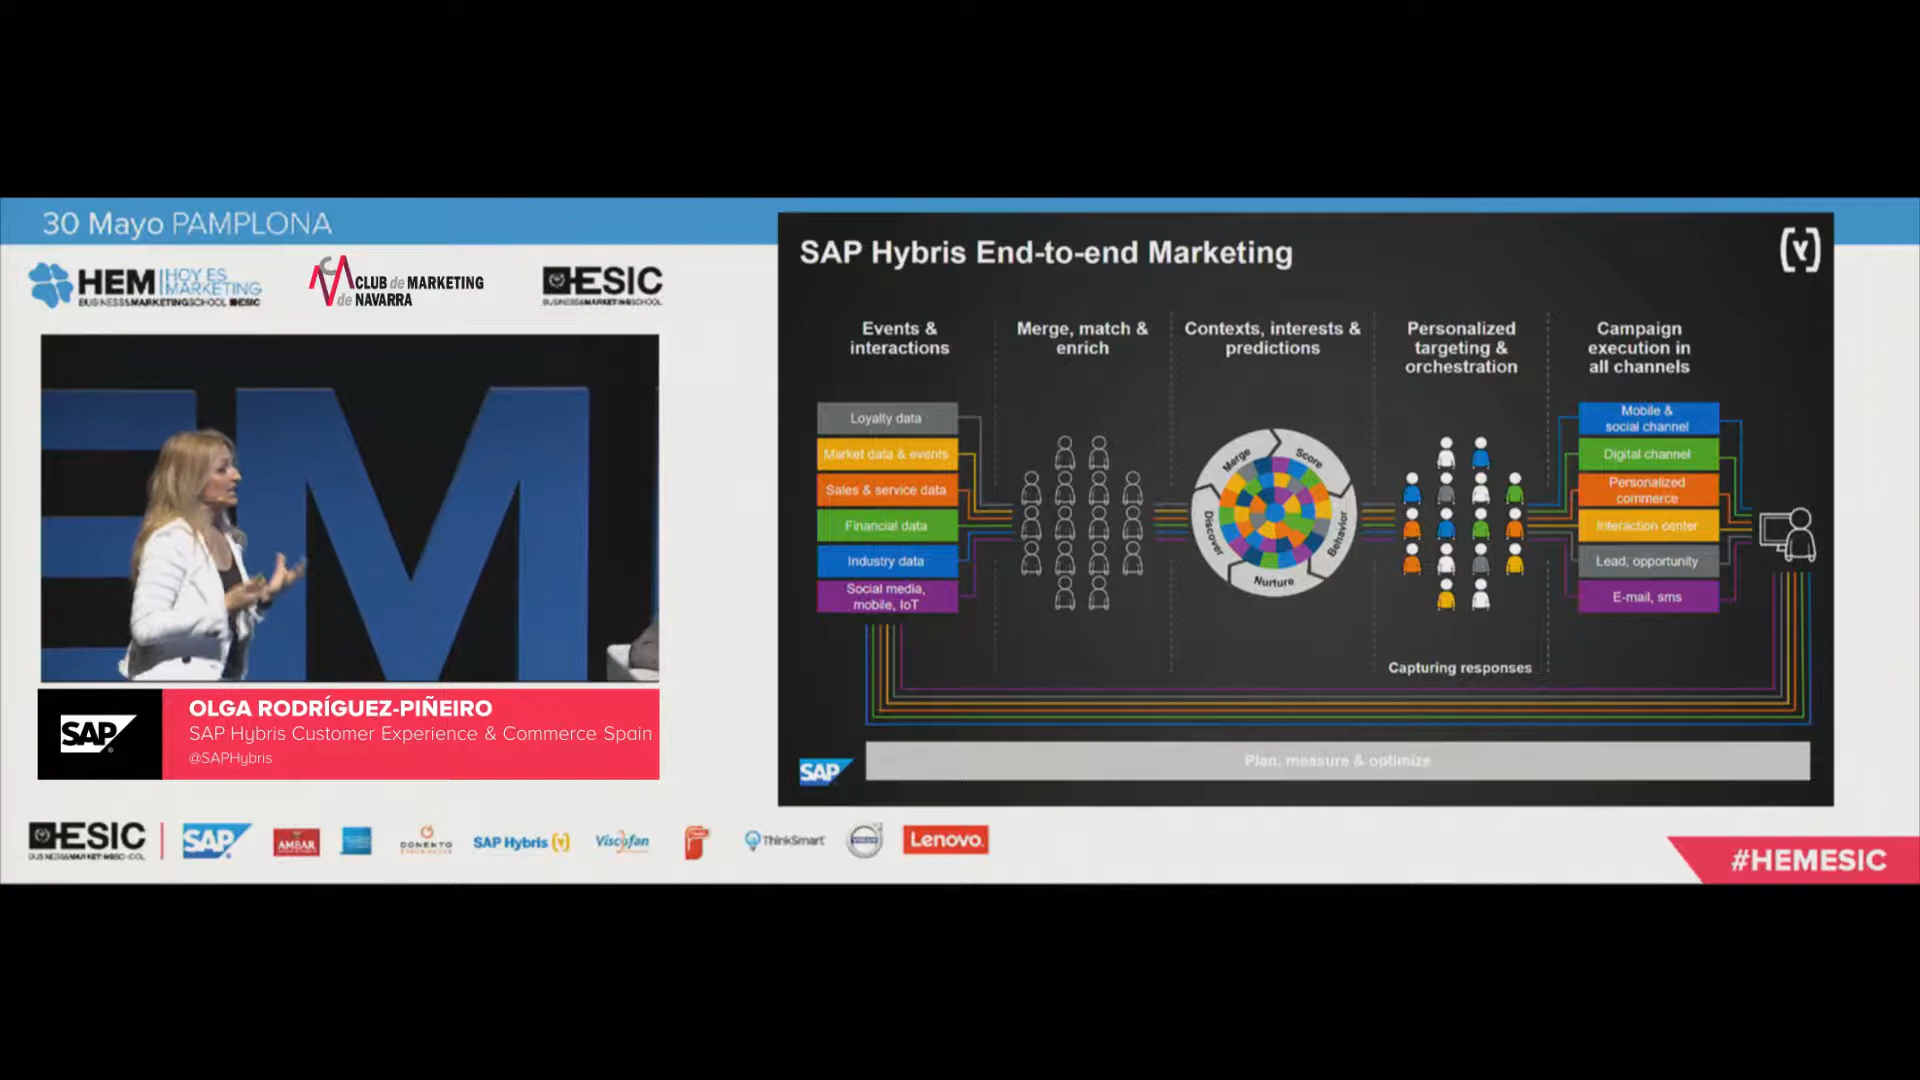 30 Mayo PAMPLONA
HEM HOY ES MARKETING
BUSINESS&MARKETINGSCHOOL ESIC
CLUB de MARKETING
de NAVARRA
ESIC
BUSINESS&MARKETINGSCHOOL
EM
SAP
OLGA RODRÍGUEZ-PIÑEIRO
SAP Hybris Customer Experience & Commerce Spain
@SAPHybris
SAP Hybris End-to-end Marketing
Events &
interactions
Merge, match &
enrich
Contexts, interests &
predictions
Personalized
targeting &
orchestration
Campaign
execution in
all channels
Loyalty data
Market data & events
Sales & service data
Financial data
Industry data
Social media,
mobile, IoT
Merge
Score
Behavior
Nurture
Discover
Mobile &
social channel
Digital channel
Personalized
commerce
Interaction center
Lead, opportunity
E-mail, sms
Capturing responses
SAP
Plan, measure & optimize
ESIC
BUSINESS&MARKETINGSCHOOL
SAP
AMBAR
SAP Hybris
Viscofan
ThinkSmart
Lenovo
#HEMESIC